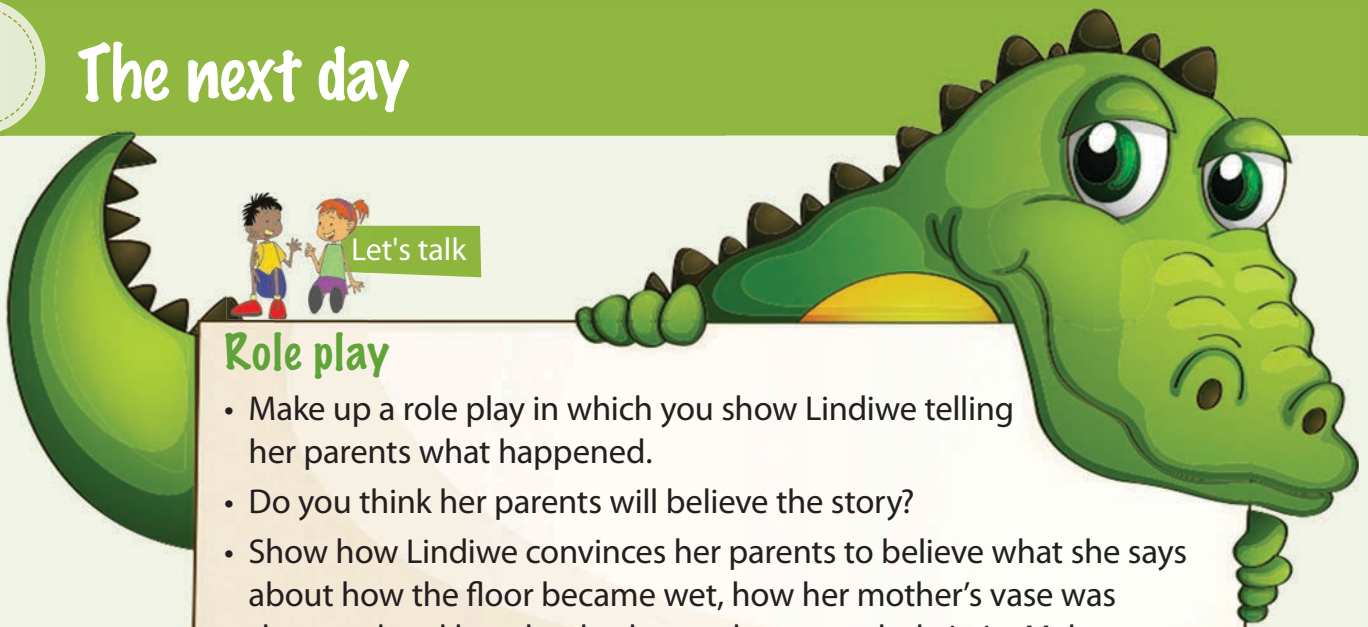 The next day
Let's talk
Role play
• Make up a role play in which you show Lindiwe telling
her parents what happened.
• Do you think her parents will believe the story?
• Show how Lindiwe convinces her parents to believe what she says
about how the floor became wet, how her mother’s vase was